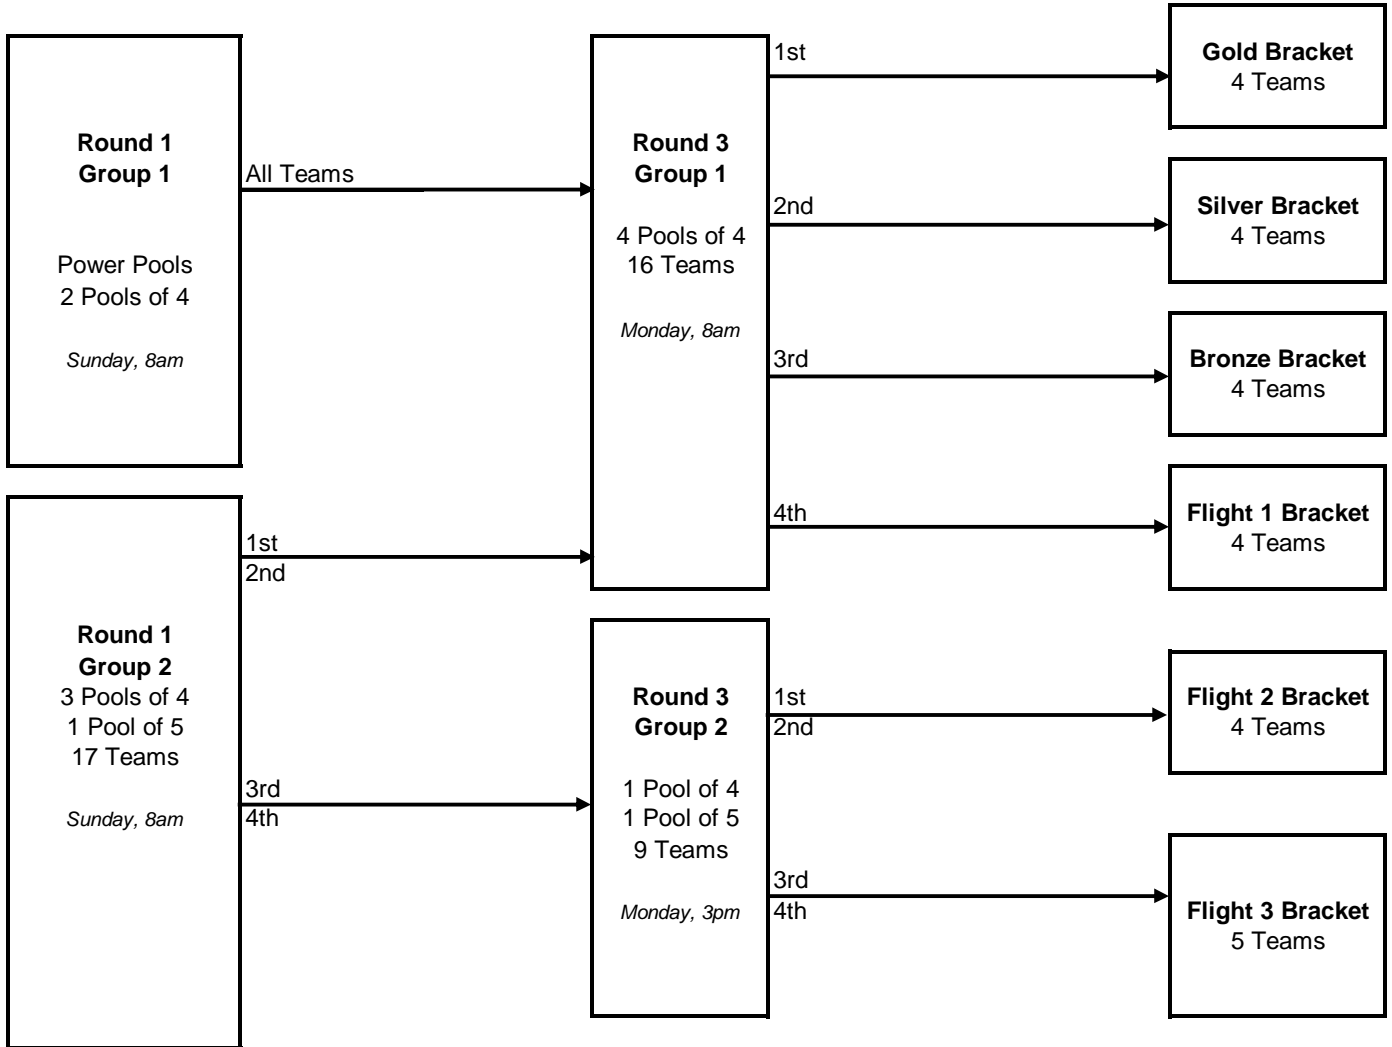 Round 1
Group 1
Power Pools
2 Pools of 4
Sunday, 8am
All Teams
Round 3
Group 1
4 Pools of 4
16 Teams
Monday, 8am
1st
Gold Bracket
4 Teams
2nd
Silver Bracket
4 Teams
3rd
Bronze Bracket
4 Teams
4th
Flight 1 Bracket
4 Teams
Round 1
Group 2
3 Pools of 4
1 Pool of 5
17 Teams
Sunday, 8am
1st
2nd
3rd
4th
Round 3
Group 2
1 Pool of 4
1 Pool of 5
9 Teams
Monday, 3pm
1st
2nd
Flight 2 Bracket
4 Teams
3rd
4th
Flight 3 Bracket
5 Teams